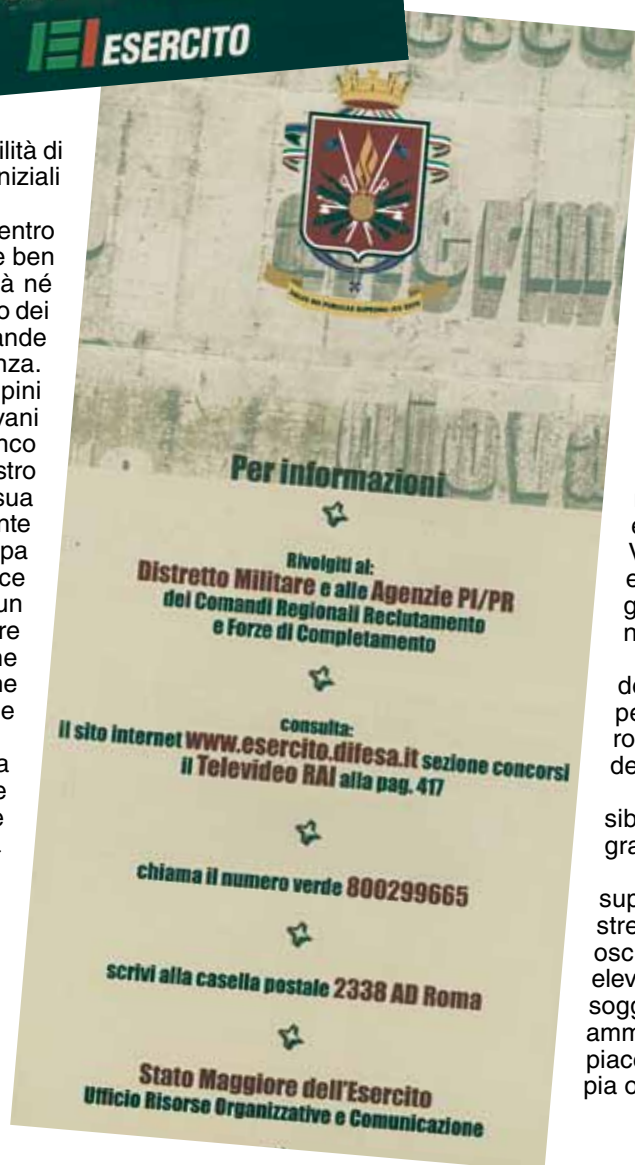 ESERCITO
ilità di
niziali
entro
e ben
à né
o dei
ande
nza.
pini
vani
nco
stro
sua
nte
pa
ce
un
re
ne
ne
e
a
e
e
Per informazioni
Rivolgiti al:
Distretto Militare e alle Agenzie PI/PR
dei Comandi Regionali Reclutamento
e Forze di Completamento
consulta:
il sito internet www.esercito.difesa.it sezione concorsi
il Televideo RAI alla pag. 417
chiama il numero verde 800299665
scrivi alla casella postale 2338 AD Roma
Stato Maggiore dell'Esercito
Ufficio Risorse Organizzative e Comunicazione
e
V
e
g
n
de
pe
ro
de
sib
gra
sup
stre
osc
elev
sogg
amm
piace
pia c